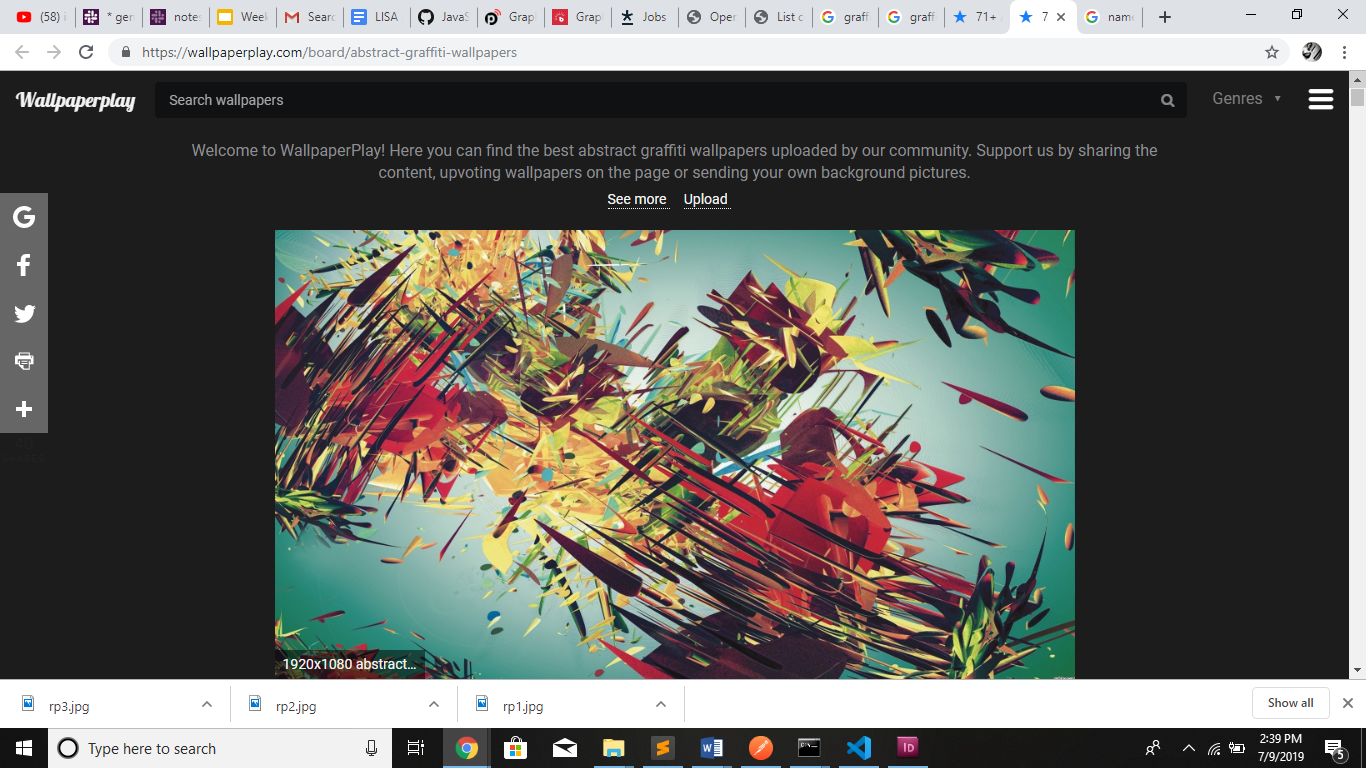 (58) i
* ger
notes
Week
Searc
LISA
JavaS
Grap
Grap
Jobs
Oper
List c
graff
graff
71+
7
nam
https://wallpaperplay.com/board/abstract-graffiti-wallpapers
Wallpaperplay
Search wallpapers
Genres
Welcome to WallpaperPlay! Here you can find the best abstract graffiti wallpapers uploaded by our community. Support us by sharing the
content, upvoting wallpapers on the page or sending your own background pictures.
See more Upload
1920x1080 abstract...
rp3.jpg
rp2.jpg
rp1.jpg
Show all
Type here to search
2:39 PM
7/9/2019
5